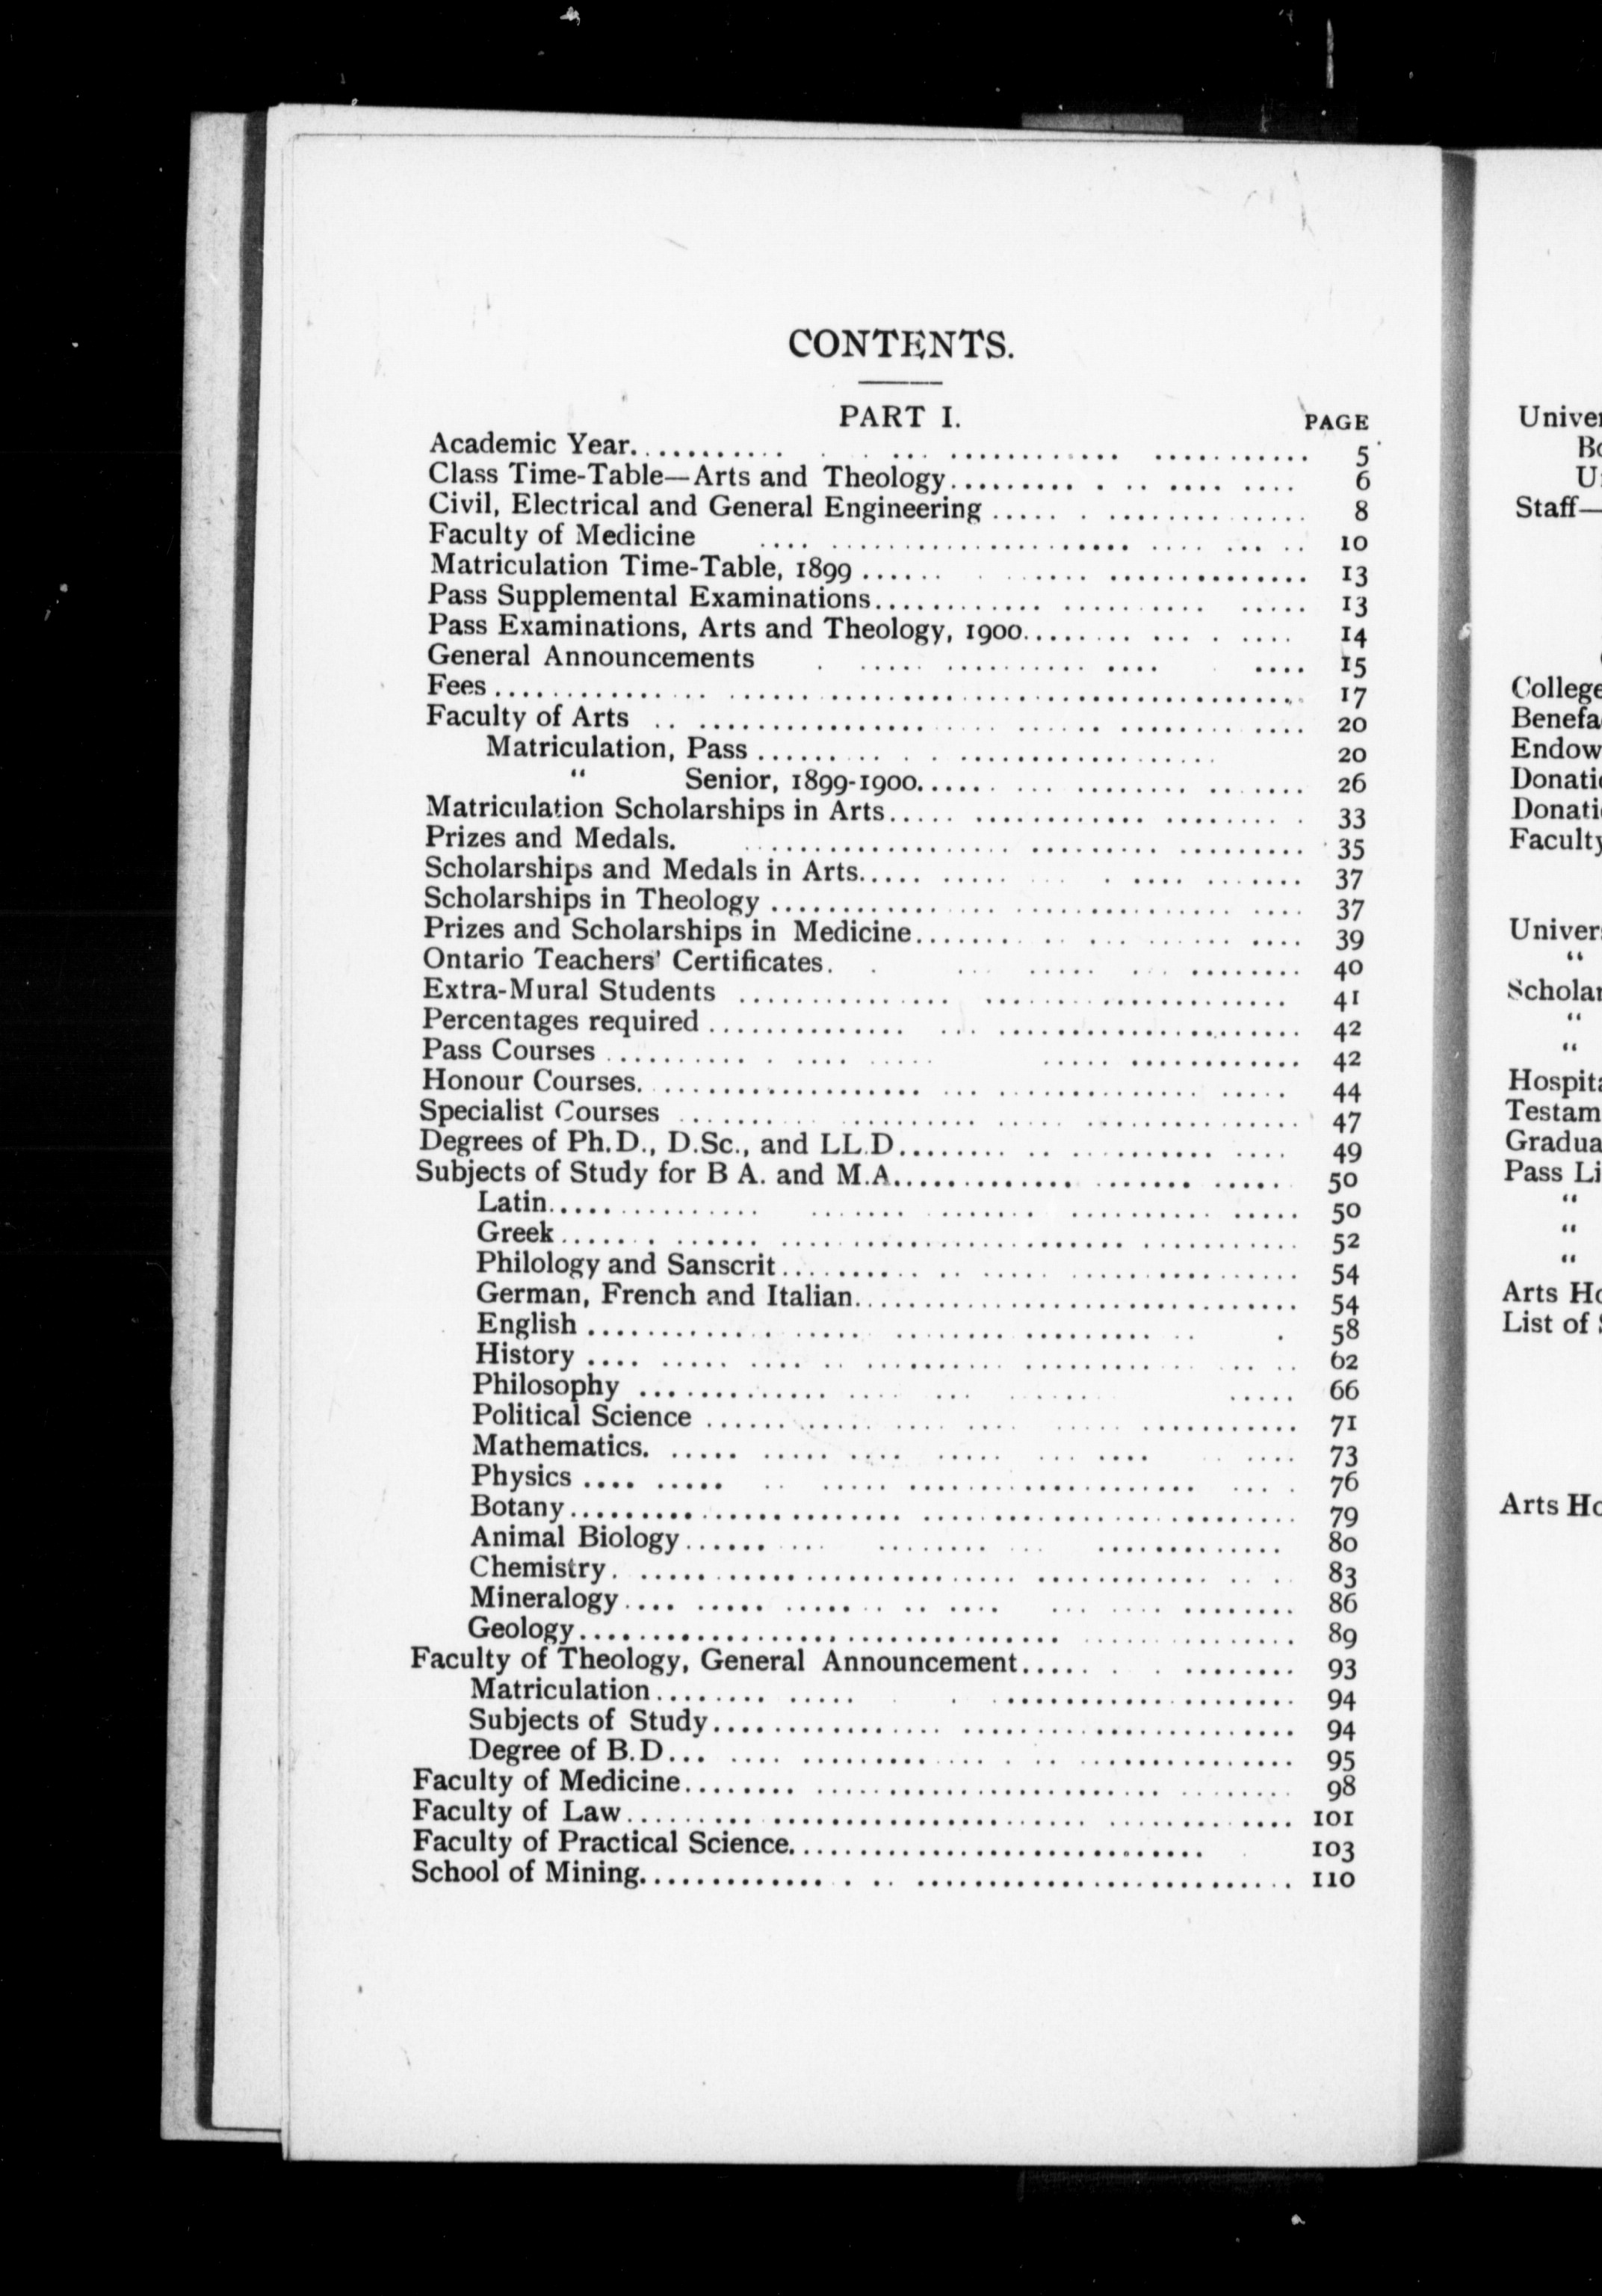 CONTENTS.
PART I.
PAGE
Academic Year 5
Class Time-Table—Arts and Theology 6
Civil, Electrical and General Engineering 8
Faculty of Medicine 10
Matriculation Time-Table, 1899 13
Pass Supplemental Examinations 13
Pass Examinations, Arts and Theology, 1900 14
General Announcements 15
Fees 17
Faculty of Arts 20
Matriculation, Pass 20
" Senior, 1899-1900 26
Matriculation Scholarships in Arts 33
Prizes and Medals. 35
Scholarships and Medals in Arts 37
Scholarships in Theology 37
Prizes and Scholarships in Medicine 39
Ontario Teachers' Certificates 40
Extra-Mural Students 41
Percentages required 42
Pass Courses 42
Honour Courses 44
Specialist Courses 47
Degrees of Ph.D., D.Sc., and LL.D 49
Subjects of Study for B A. and M.A 50
Latin 50
Greek 52
Philology and Sanscrit 54
German, French and Italian 54
English 58
History 62
Philosophy 66
Political Science 71
Mathematics 73
Physics 76
Botany 79
Animal Biology 80
Chemistry 83
Mineralogy 86
Geology 89
Faculty of Theology, General Announcement 93
Matriculation 94
Subjects of Study 94
Degree of B.D 95
Faculty of Medicine 98
Faculty of Law 101
Faculty of Practical Science 103
School of Mining 110
Staff—
College
"
"
"
"
"
"
Arts
List of
Arts